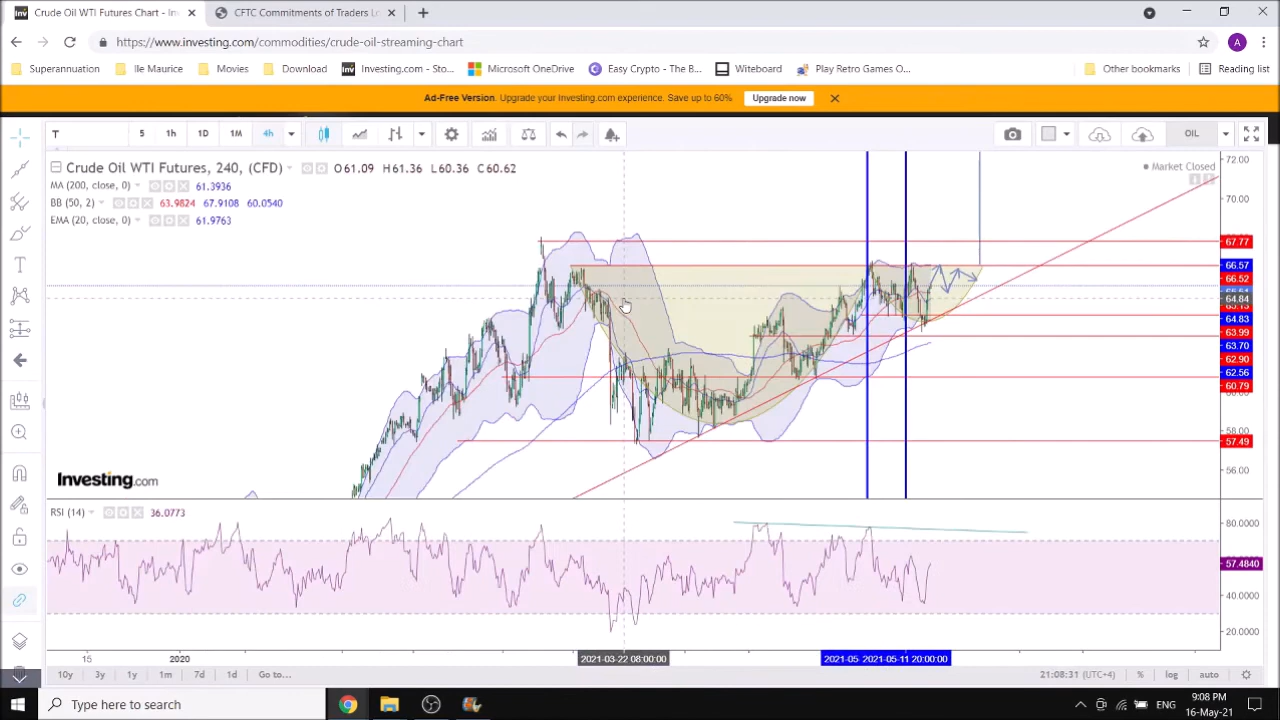 Crude Oil WTI Futures Chart - In
CFTC Commitments of Traders Lo
https://www.investing.com/commodities/crude-oil-streaming-chart
A
Superannuation
Ile Maurice
Movies
Download
Inv
Investing.com - Sto...
Microsoft OneDrive
Easy Crypto - The B...
Witeboard
Play Retro Games O...
Other bookmarks
Reading list
Ad-Free Version. Upgrade your Investing.com experience. Save up to 60%
Upgrade now
T
5
1h
1D
1M
4h
OIL
Crude Oil WTI Futures, 240, (CFD)
O61.09 H61.36 L60.36 C60.62
Market Closed
MA (200, close, 0)
61.3936
BB (50, 2)
63.9824 67.9108 60.0540
EMA (20, close, 0)
61.9763
72.00
70.00
67.77
66.57
66.52
64.84
64.83
63.99
63.70
62.90
62.56
60.79
58.00
57.49
56.00
Investing.com
RSI (14)
36.0773
80.0000
57.4840
40.0000
20.0000
15
2020
2021-03-22 08:00:00
2021-05
2021-05-11 20:00:00
10y
3y
1y
1m
7d
1d
Go to...
21:08:31 (UTC+4)
%
log
auto
Type here to search
ENG
9:08 PM
16-May-21